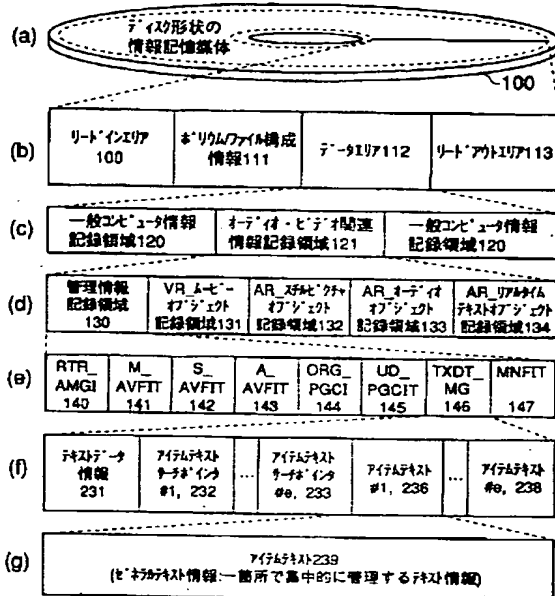 (a)
ディスク形状の
情報記憶媒体
100
(b)
リードインエリア
100
ボリウム/ファイル構成
情報111
データエリア112
リードアウトエリア113
(c)
一般コンピュータ情報
記録領域120
オーディオ・ビデオ関連
情報記録領域121
一般コンピュータ情報
記録領域120
(d)
管理情報
記録領域
130
VR_ムービー
オブジェクト
記録領域131
AR_スチルピクチャ
オブジェクト
記録領域132
AR_オーディオ
オブジェクト
記録領域133
AR_リアルタイム
テキストオブジェクト
記録領域134
(e)
RTR_
AMGI
140
M_
AVFIT
141
S_
AVFIT
142
A_
AVFIT
143
ORG_
PGCI
144
UD_
PGCIT
145
TXDT_
MG
146
MNFIT
147
(f)
テキストデータ
情報
231
アイテムテキスト
サーチポインタ
#1, 232
...
アイテムテキスト
サーチポインタ
#e, 233
アイテムテキスト
#1, 236
...
アイテムテキスト
#e, 238
(g)
アイテムテキスト239
(ビネラカテキスト情報:一箇所で集中的に管理するテキスト情報)